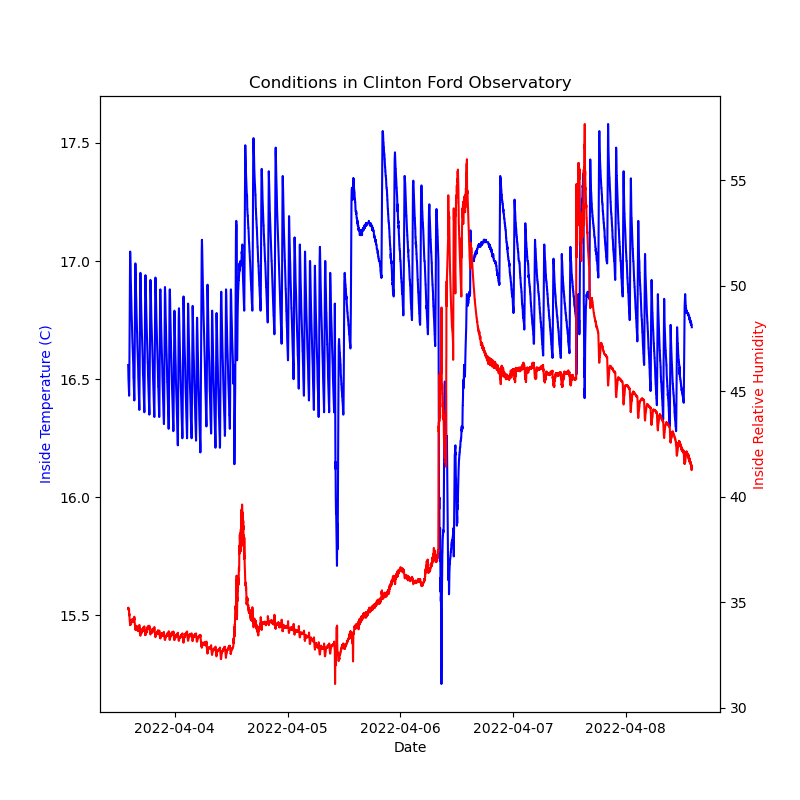 Conditions in Clinton Ford Observatory
Inside Temperature (C)
17.5
17.0
16.5
16.0
15.5
55
50
45
40
35
30
Inside Relative Humidity
2022-04-04 2022-04-05 2022-04-06 2022-04-07 2022-04-08
Date